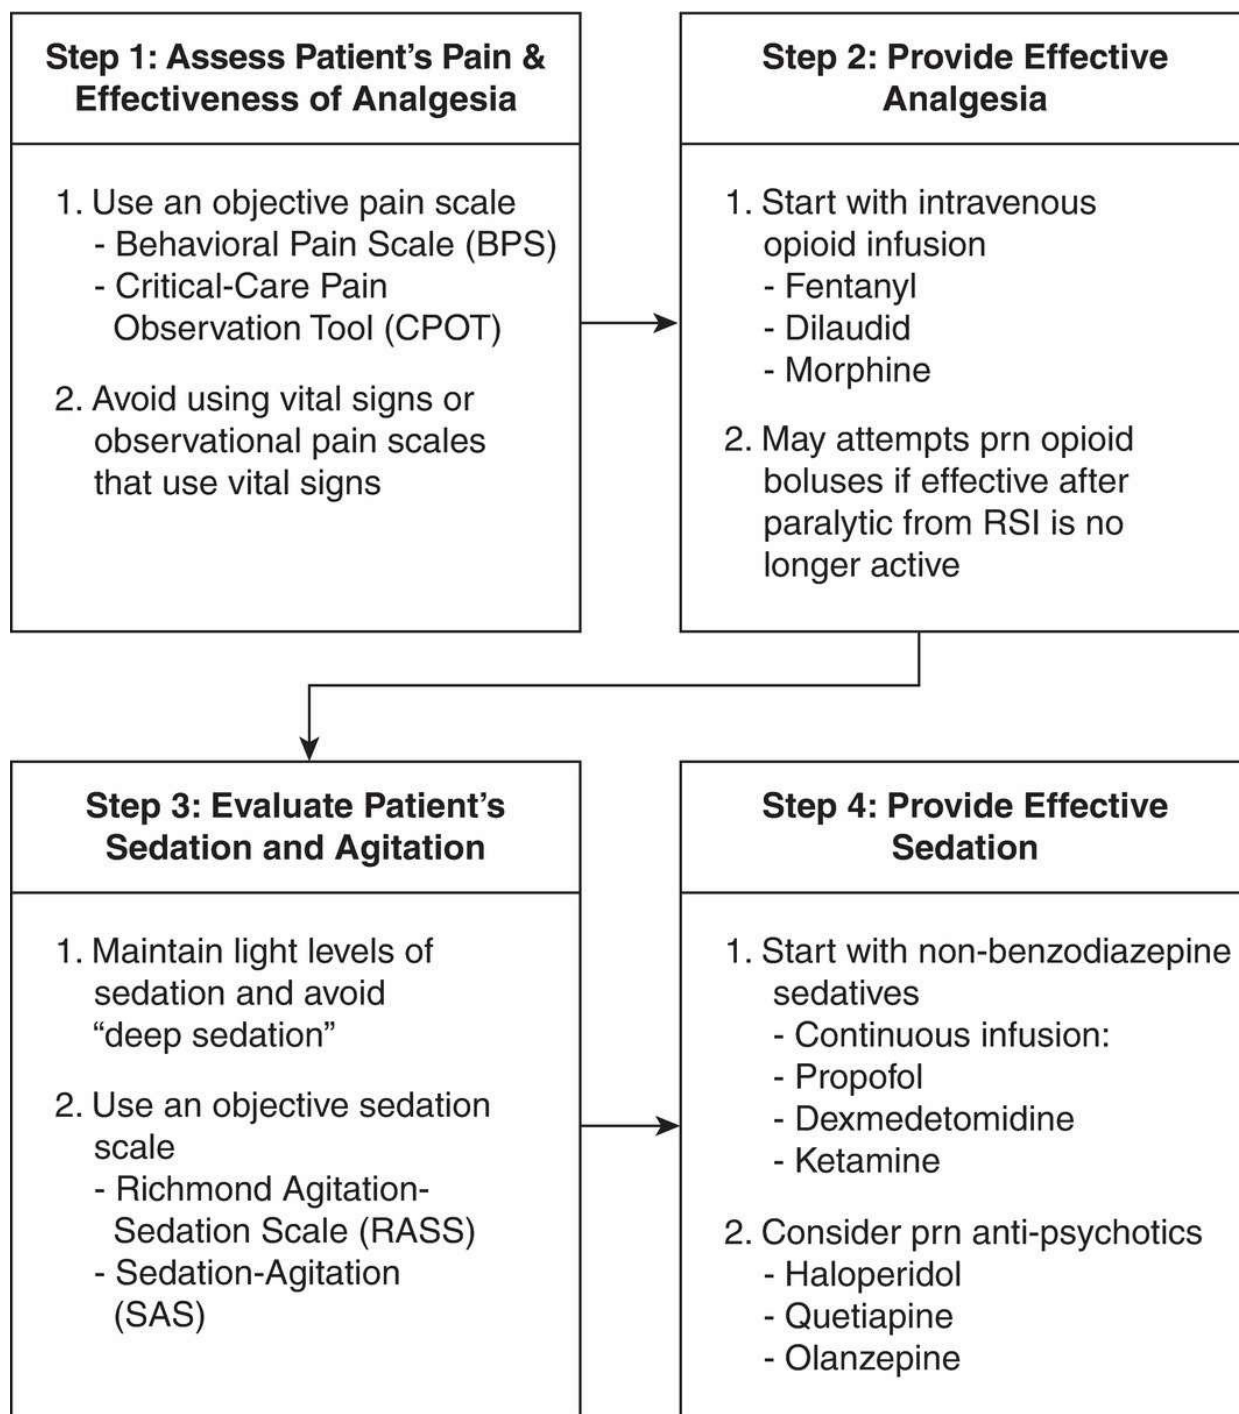 Step 1: Assess Patient’s Pain &
Effectiveness of Analgesia
1. Use an objective pain scale
- Behavioral Pain Scale (BPS)
- Critical-Care Pain
Observation Tool (CPOT)
2. Avoid using vital signs or
observational pain scales
that use vital signs
Step 2: Provide Effective
Analgesia
1. Start with intravenous
opioid infusion
- Fentanyl
- Dilaudid
- Morphine
2. May attempts prn opioid
boluses if effective after
paralytic from RSI is no
longer active
Step 3: Evaluate Patient’s
Sedation and Agitation
1. Maintain light levels of
sedation and avoid
“deep sedation”
2. Use an objective sedation
scale
- Richmond Agitation-
Sedation Scale (RASS)
- Sedation-Agitation
(SAS)
Step 4: Provide Effective
Sedation
1. Start with non-benzodiazepine
sedatives
- Continuous infusion:
- Propofol
- Dexmedetomidine
- Ketamine
2. Consider prn anti-psychotics
- Haloperidol
- Quetiapine
- Olanzepine